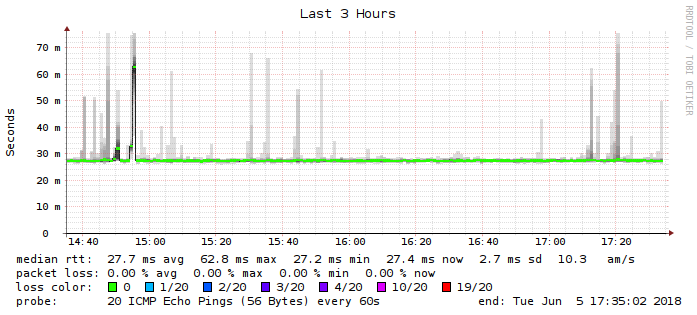 Last 3 Hours
RRDTOOL / TOBI OETIKER
Seconds
70 m
60 m
50 m
40 m
30 m
20 m
10 m
0
14:40 15:00 15:20 15:40 16:00 16:20 16:40 17:00 17:20
median rtt: 27.7 ms avg 62.8 ms max 27.2 ms min 27.4 ms now 2.7 ms sd 10.3 am/s
packet loss: 0.00 % avg 0.00 % max 0.00 % min 0.00 % now
loss color: 0 1/20 2/20 3/20 4/20 10/20 19/20
probe: 20 ICMP Echo Pings (56 Bytes) every 60s end: Tue Jun 5 17:35:02 2018